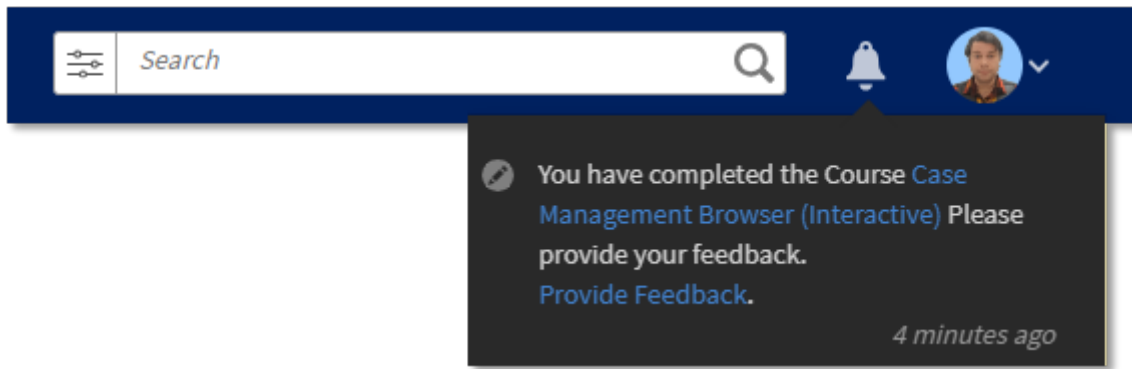 Search
You have completed the Course Case
Management Browser (Interactive) Please
provide your feedback.
Provide Feedback.
4 minutes ago